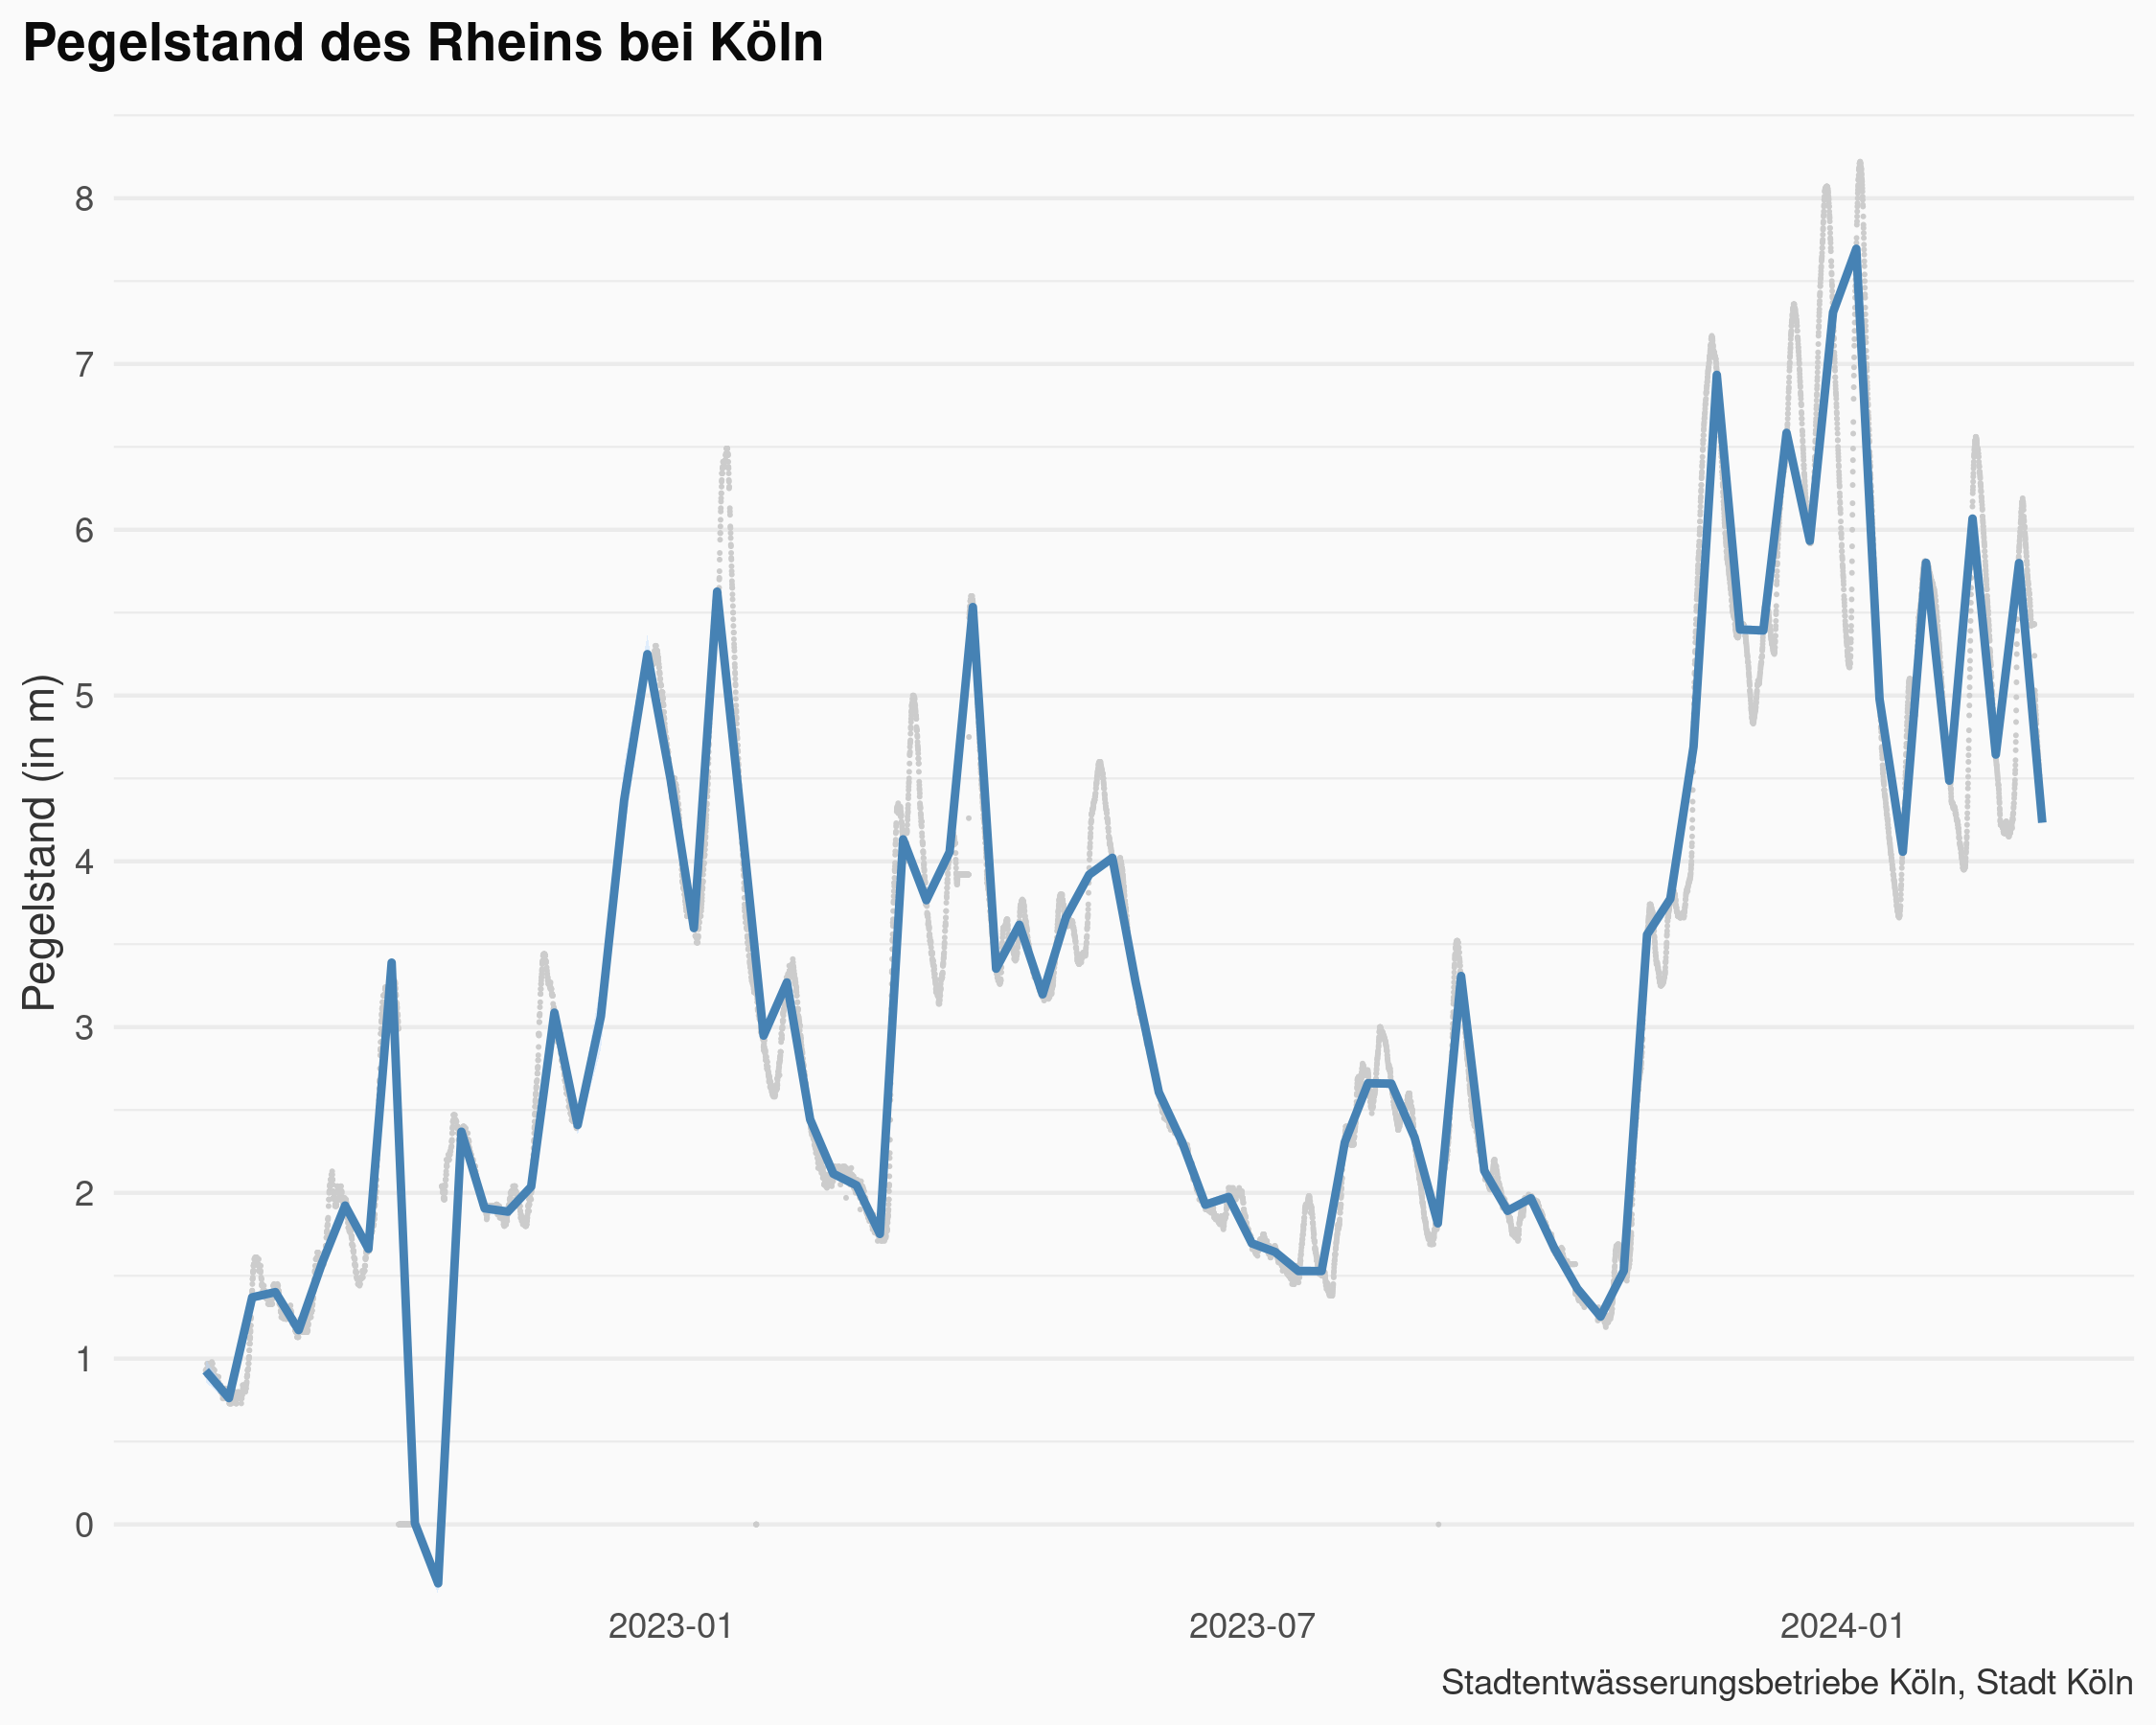 Pegelstand des Rheins bei Köln
Pegelstand (in m)
8
7
6
5
4
3
2
1
0
2023-01 2023-07 2024-01
Stadtentwässerungsbetriebe Köln, Stadt Köln